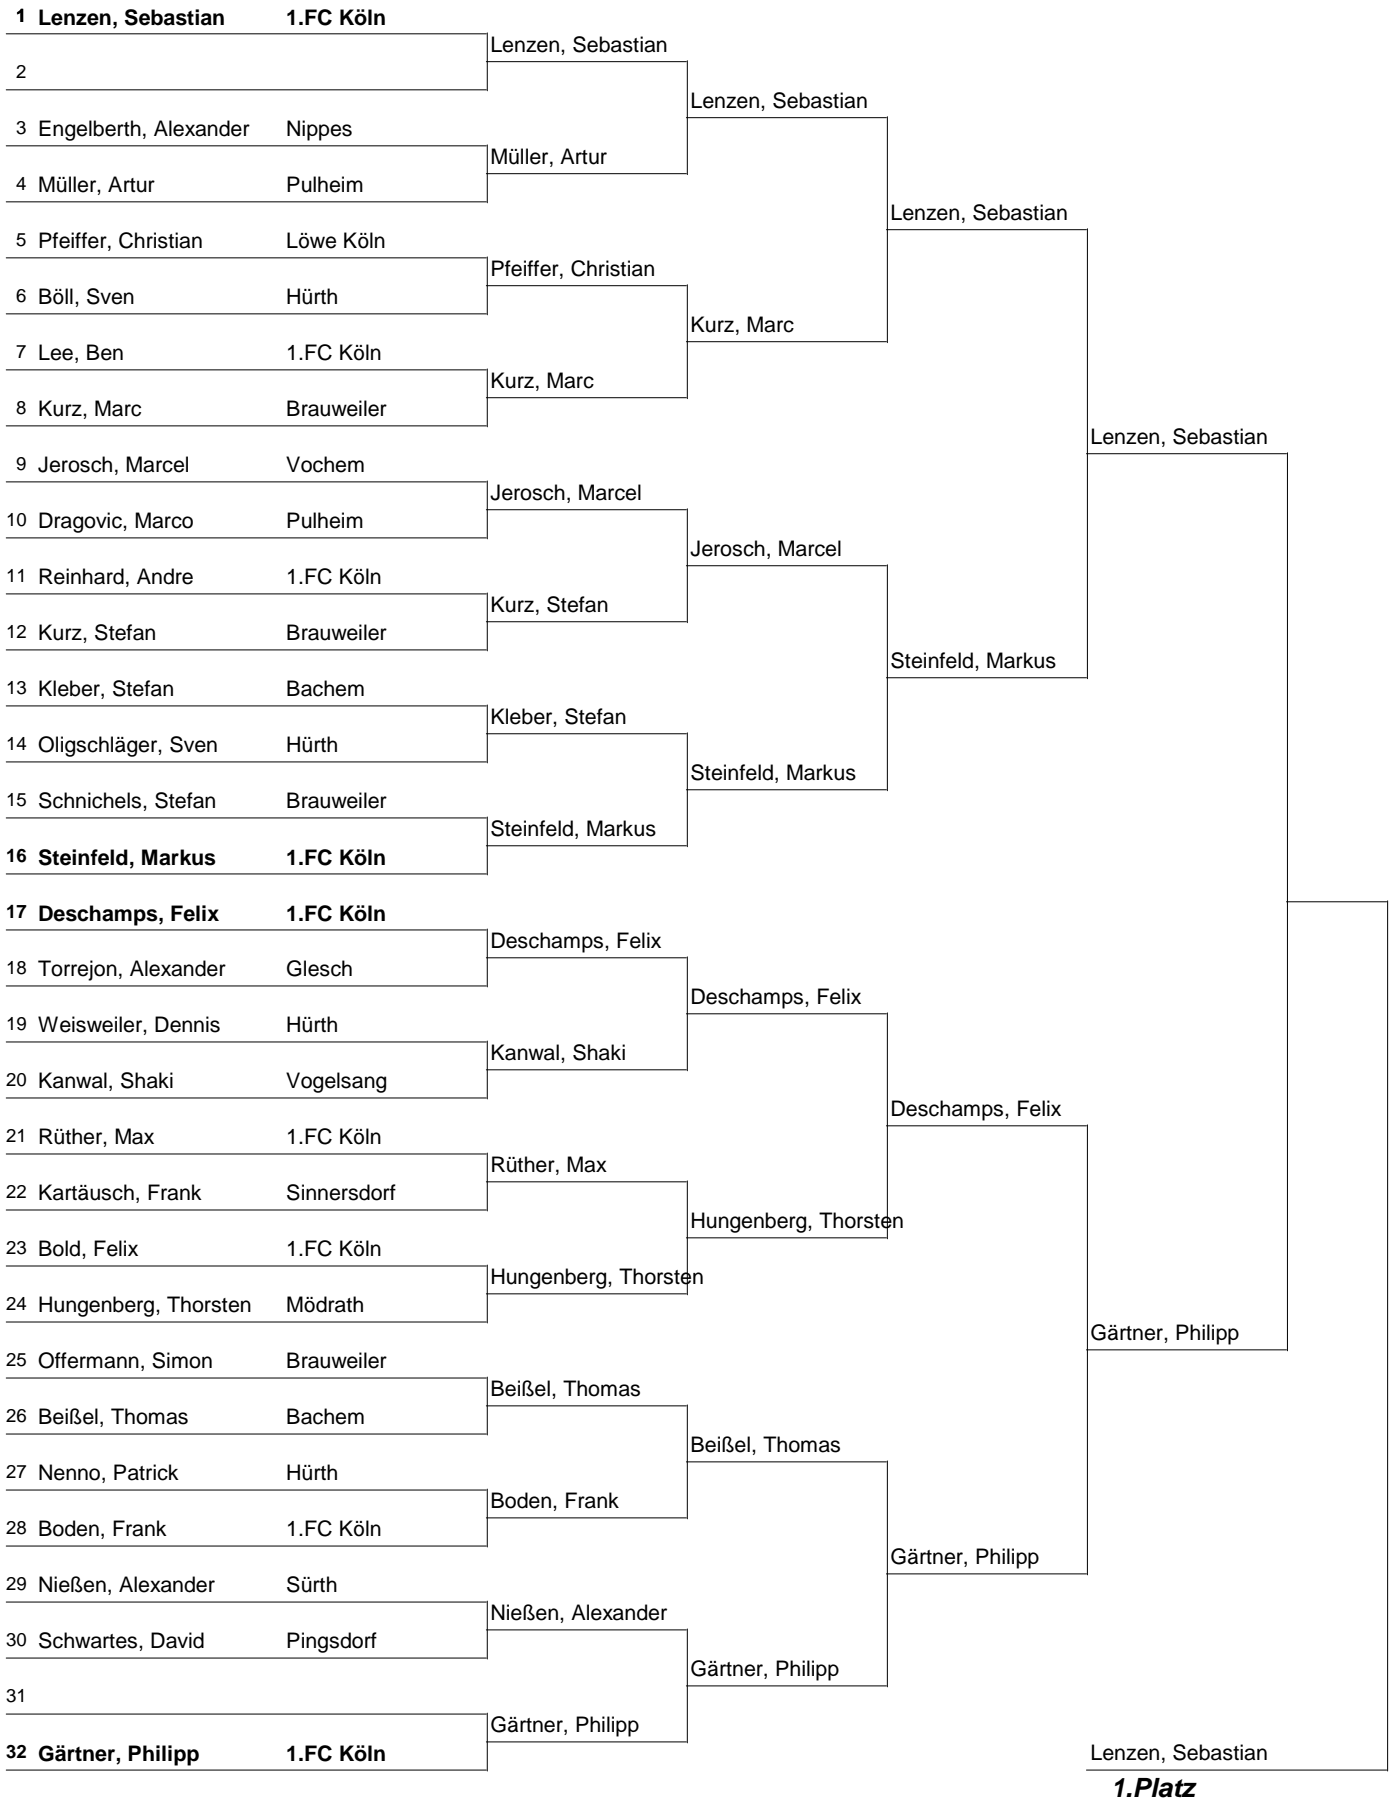 1 Lenzen, Sebastian 1.FC Köln
Lenzen, Sebastian
2
Lenzen, Sebastian
3 Engelberth, Alexander Nippes
Müller, Artur
4 Müller, Artur Pulheim
Lenzen, Sebastian
5 Pfeiffer, Christian Löwe Köln
Pfeiffer, Christian
6 Böll, Sven Hürth
Kurz, Marc
7 Lee, Ben 1.FC Köln
Kurz, Marc
8 Kurz, Marc Brauweiler
Lenzen, Sebastian
9 Jerosch, Marcel Vochem
Jerosch, Marcel
10 Dragovic, Marco Pulheim
Jerosch, Marcel
11 Reinhard, Andre 1.FC Köln
Kurz, Stefan
12 Kurz, Stefan Brauweiler
Steinfeld, Markus
13 Kleber, Stefan Bachem
Kleber, Stefan
14 Oligschläger, Sven Hürth
Steinfeld, Markus
15 Schnichels, Stefan Brauweiler
Steinfeld, Markus
16 Steinfeld, Markus 1.FC Köln
17 Deschamps, Felix 1.FC Köln
Deschamps, Felix
18 Torrejon, Alexander Glesch
Deschamps, Felix
19 Weisweiler, Dennis Hürth
Kanwal, Shaki
20 Kanwal, Shaki Vogelsang
Deschamps, Felix
21 Rüther, Max 1.FC Köln
Rüther, Max
22 Kartäusch, Frank Sinnersdorf
Hungenberg, Thorsten
23 Bold, Felix 1.FC Köln
Hungenberg, Thorsten
24 Hungenberg, Thorsten Mödrath
Gärtner, Philipp
25 Offermann, Simon Brauweiler
Beißel, Thomas
26 Beißel, Thomas Bachem
Beißel, Thomas
27 Nenno, Patrick Hürth
Boden, Frank
28 Boden, Frank 1.FC Köln
Gärtner, Philipp
29 Nießen, Alexander Sürth
Nießen, Alexander
30 Schwartes, David Pingsdorf
Gärtner, Philipp
31
Gärtner, Philipp
32 Gärtner, Philipp 1.FC Köln Lenzen, Sebastian
1.Platz